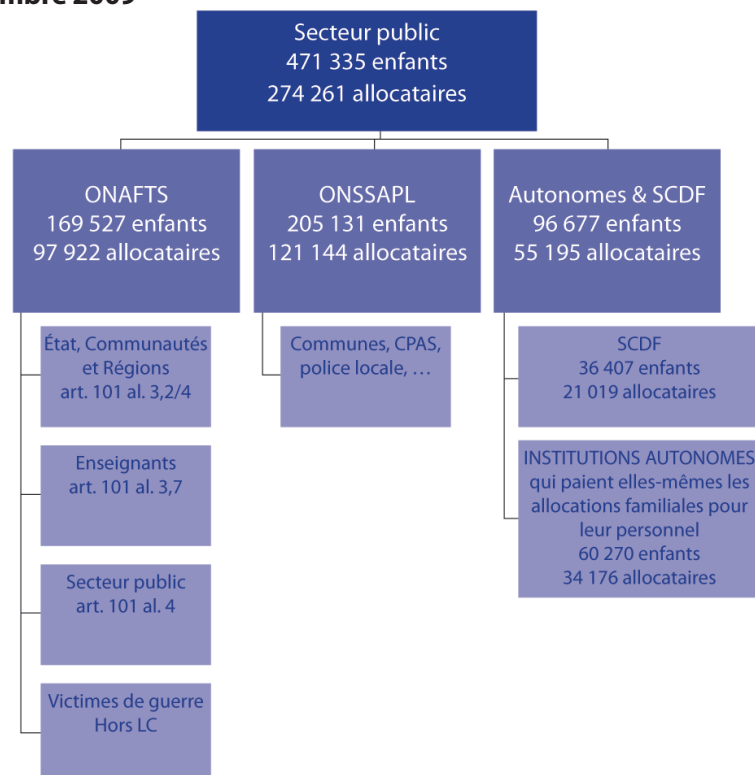 Secteur public
471 335 enfants
274 261 allocataires
ONAFTS
169 527 enfants
97 922 allocataires
ONSSAPL
205 131 enfants
121 144 allocataires
Autonomes & SCDF
96 677 enfants
55 195 allocataires
État, Communautés
et Régions
art. 101 al. 3,2/4
Enseignants
art. 101 al. 3,7
Secteur public
art. 101 al. 4
Victimes de guerre
Hors LC
Communes, CPAS,
police locale, …
SCDF
36 407 enfants
21 019 allocataires
INSTITUTIONS AUTONOMES
qui paient elles-mêmes les
allocations familiales pour
leur personnel
60 270 enfants
34 176 allocataires